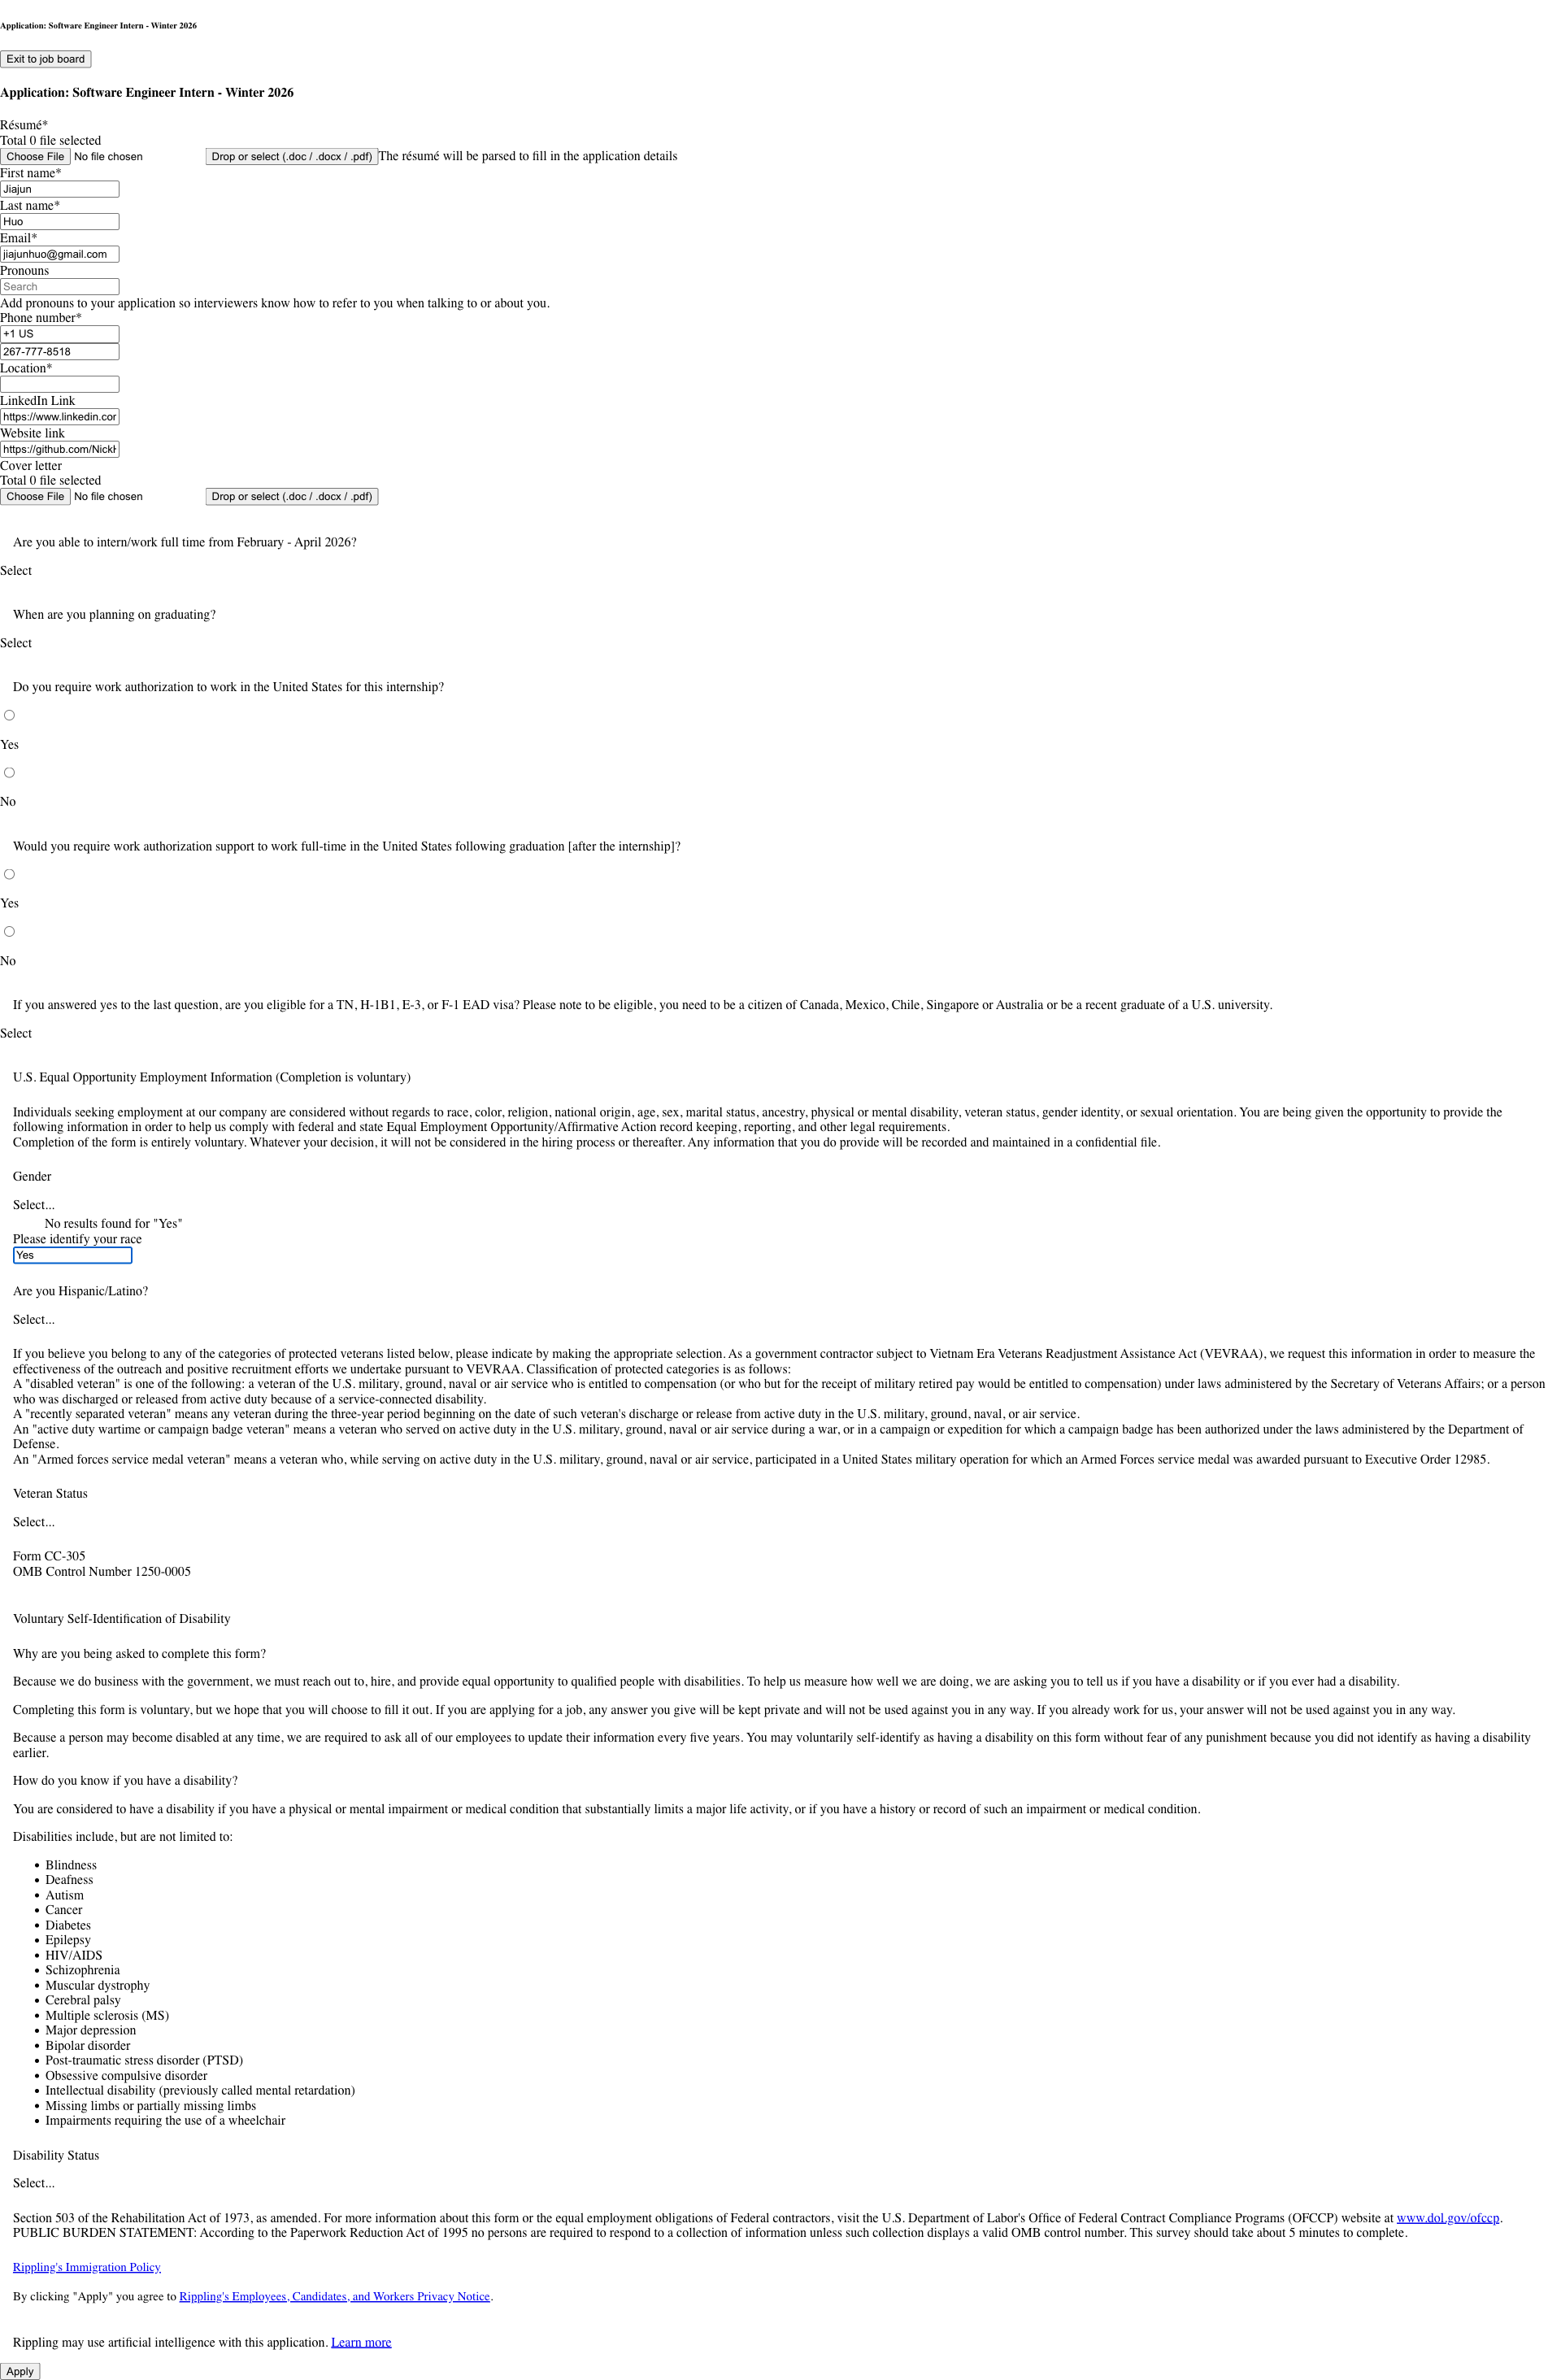 Application: Software Engineer Intern - Winter 2026
Exit to job board
Application: Software Engineer Intern - Winter 2026
Résumé*
Total 0 file selected
Choose File No file chosen Drop or select (.doc / .docx / .pdf) The résumé will be parsed to fill in the application details
First name*
Jiajun
Last name*
Huo
Email*
jiajunhuo@gmail.com
Pronouns
Search
Add pronouns to your application so interviewers know how to refer to you when talking to or about you.
Phone number*
+1 US
267-777-8518
Location*
LinkedIn Link
https://www.linkedin.cor
Website link
https://github.com/Nick
Cover letter
Total 0 file selected
Choose File No file chosen Drop or select (.doc / .docx / .pdf)
Are you able to intern/work full time from February - April 2026?
Select
When are you planning on graduating?
Select
Do you require work authorization to work in the United States for this internship?
Yes
No
Would you require work authorization support to work full-time in the United States following graduation [after the internship]?
Yes
No
If you answered yes to the last question, are you eligible for a TN, H-1B1, E-3, or F-1 EAD visa? Please note to be eligible, you need to be a citizen of Canada, Mexico, Chile, Singapore or Australia or be a recent graduate of a U.S. university.
Select
U.S. Equal Opportunity Employment Information (Completion is voluntary)
Individuals seeking employment at our company are considered without regards to race, color, religion, national origin, age, sex, marital status, ancestry, physical or mental disability, veteran status, gender identity, or sexual orientation. You are being given the opportunity to provide the
following information in order to help us comply with federal and state Equal Employment Opportunity/Affirmative Action record keeping, reporting, and other legal requirements.
Completion of the form is entirely voluntary. Whatever your decision, it will not be considered in the hiring process or thereafter. Any information that you do provide will be recorded and maintained in a confidential file.
Gender
Select...
No results found for "Yes"
Please identify your race
Yes
Are you Hispanic/Latino?
Select...
If you believe you belong to any of the categories of protected veterans listed below, please indicate by making the appropriate selection. As a government contractor subject to Vietnam Era Veterans Readjustment Assistance Act (VEVRAA), we request this information in order to measure the
effectiveness of the outreach and positive recruitment efforts we undertake pursuant to VEVRAA. Classification of protected categories is as follows:
A "disabled veteran" is one of the following: a veteran of the U.S. military, ground, naval or air service who is entitled to compensation (or who but for the receipt of military retired pay would be entitled to compensation) under laws administered by the Secretary of Veterans Affairs; or a person
who was discharged or released from active duty because of a service-connected disability.
A "recently separated veteran" means any veteran during the three-year period beginning on the date of such veteran's discharge or release from active duty in the U.S. military, ground, naval, or air service.
An "active duty wartime or campaign badge veteran" means a veteran who served on active duty in the U.S. military, ground, naval or air service during a war, or in a campaign or expedition for which a campaign badge has been authorized under the laws administered by the Department of
Defense.
An "Armed forces service medal veteran" means a veteran who, while serving on active duty in the U.S. military, ground, naval or air service, participated in a United States military operation for which an Armed Forces service medal was awarded pursuant to Executive Order 12985.
Veteran Status
Select...
Form CC-305
OMB Control Number 1250-0005
Voluntary Self-Identification of Disability
Why are you being asked to complete this form?
Because we do business with the government, we must reach out to, hire, and provide equal opportunity to qualified people with disabilities. To help us measure how well we are doing, we are asking you to tell us if you have a disability or if you ever had a disability.
Completing this form is voluntary, but we hope that you will choose to fill it out. If you are applying for a job, any answer you give will be kept private and will not be used against you in any way. If you already work for us, your answer will not be used against you in any way.
Because a person may become disabled at any time, we are required to ask all of our employees to update their information every five years. You may voluntarily self-identify as having a disability on this form without fear of any punishment because you did not identify as having a disability
earlier.
How do you know if you have a disability?
You are considered to have a disability if you have a physical or mental impairment or medical condition that substantially limits a major life activity, or if you have a history or record of such an impairment or medical condition.
Disabilities include, but are not limited to:
• Blindness
• Deafness
• Autism
• Cancer
• Diabetes
• Epilepsy
• HIV/AIDS
• Schizophrenia
• Muscular dystrophy
• Cerebral palsy
• Multiple sclerosis (MS)
• Major depression
• Bipolar disorder
• Post-traumatic stress disorder (PTSD)
• Obsessive compulsive disorder
• Intellectual disability (previously called mental retardation)
• Missing limbs or partially missing limbs
• Impairments requiring the use of a wheelchair
Disability Status
Select...
Section 503 of the Rehabilitation Act of 1973, as amended. For more information about this form or the equal employment obligations of Federal contractors, visit the U.S. Department of Labor's Office of Federal Contract Compliance Programs (OFCCP) website at www.dol.gov/ofccp.
PUBLIC BURDEN STATEMENT: According to the Paperwork Reduction Act of 1995 no persons are required to respond to a collection of information unless such collection displays a valid OMB control number. This survey should take about 5 minutes to complete.
Rippling's Immigration Policy
By clicking "Apply" you agree to Rippling's Employees, Candidates, and Workers Privacy Notice.
Rippling may use artificial intelligence with this application. Learn more
Apply